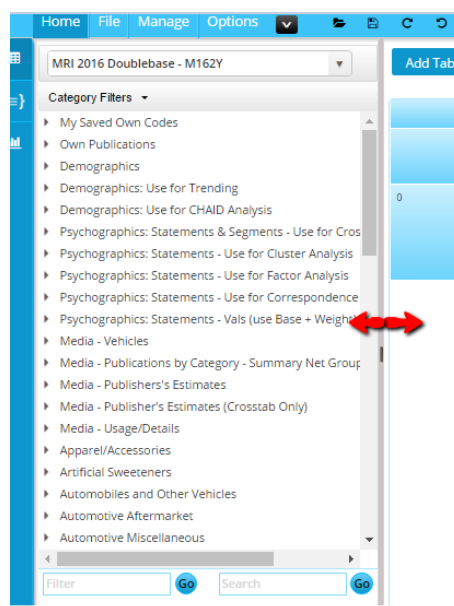 Home File Manage Options
MRI 2016 Doublebase - M162Y
Add Tab
Category Filters
My Saved Own Codes
Own Publications
Demographics
Demographics: Use for Trending
0
Demographics: Use for CHAID Analysis
Psychographics: Statements & Segments - Use for Cros
Psychographics: Statements - Use for Cluster Analysis
Psychographics: Statements - Use for Factor Analysis
Psychographics: Statements - Use for Correspondence
Psychographics: Statements - Vals (use Base + Weight)
Media - Vehicles
Media - Publications by Category - Summary Net Group
Media - Publishers's Estimates
Media - Publisher's Estimates (Crosstab Only)
Media - Usage/Details
Apparel/Accessories
Artificial Sweeteners
Automobiles and Other Vehicles
Automotive Aftermarket
Automotive Miscellaneous
Filter Go Search Go